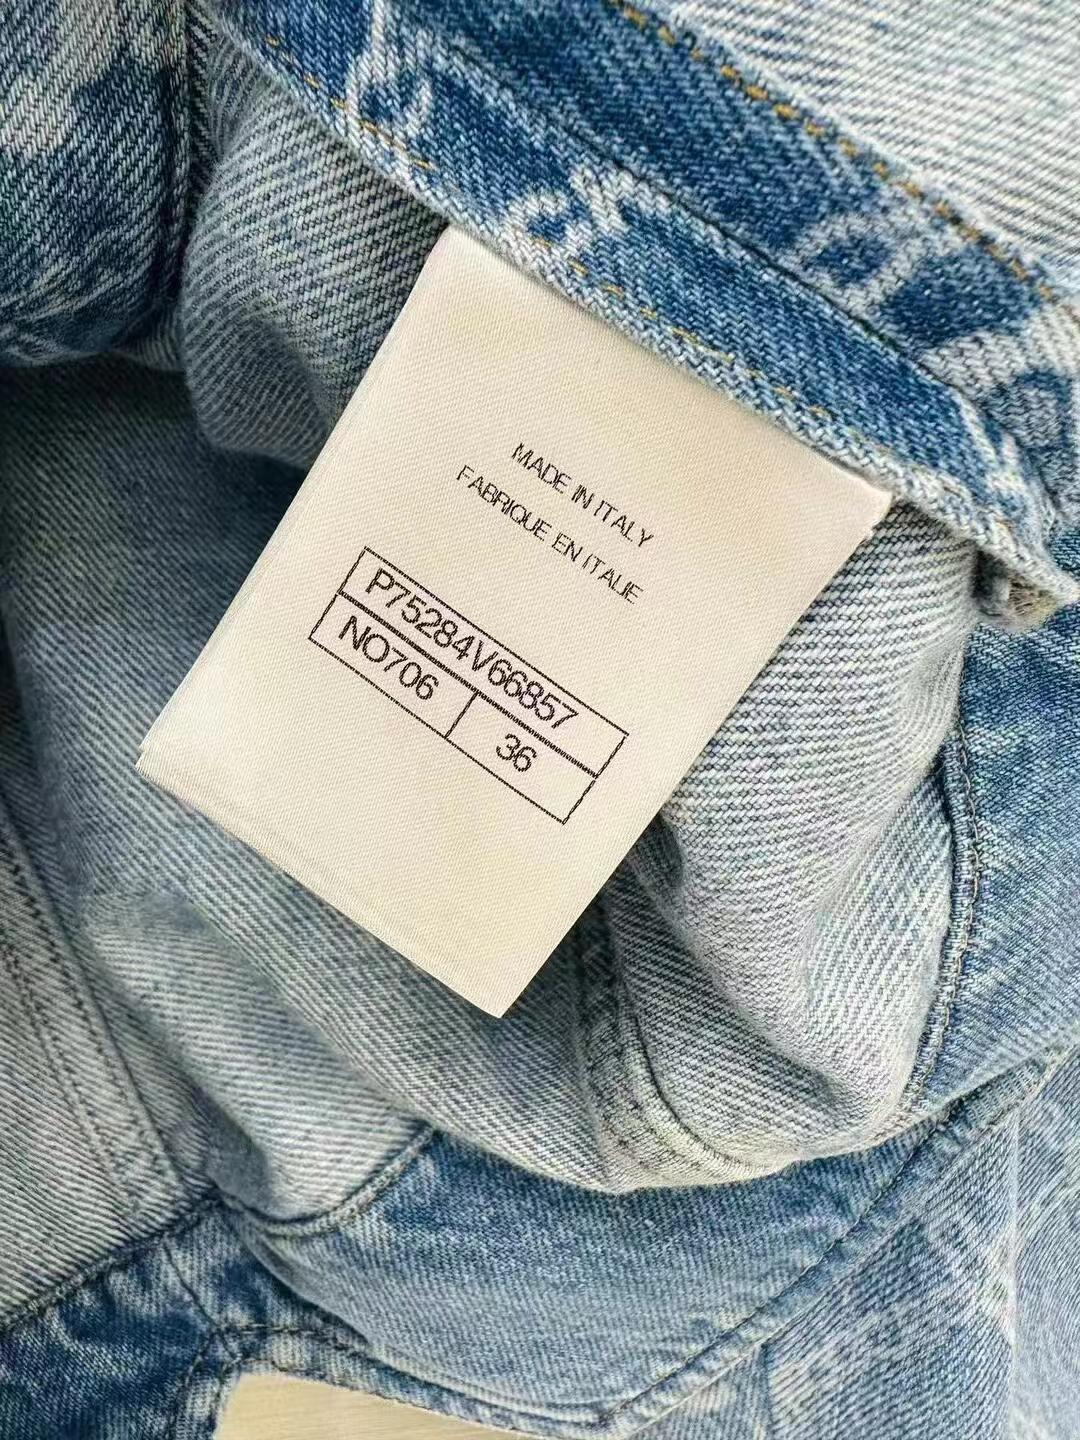 MADE IN ITALY
FABRIQUE EN ITALIE
P75284V66857
NO706
36